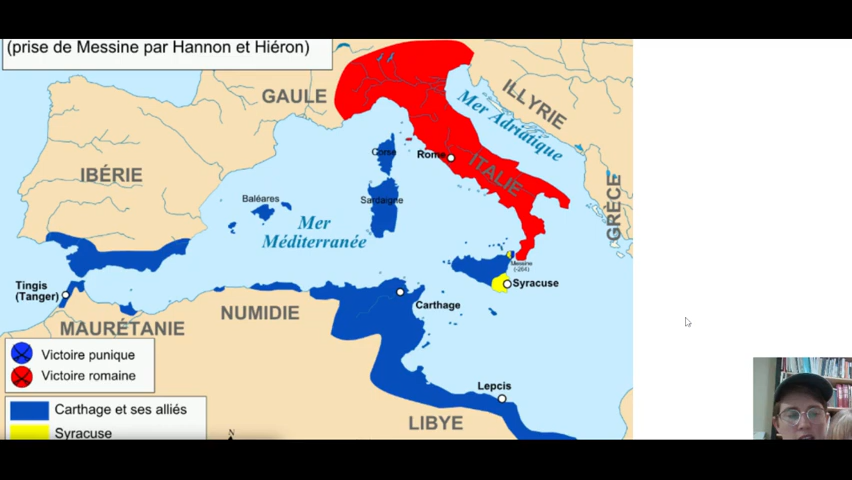 (prise de Messine par Hannon et Hiéron)
GAULE
ILLYRIE
Mer Adriatique
Corse
Rome
ITALIE
IBÉRIE
GRÈCE
Baléares
Sardaigne
Mer
Méditerranée
Messine
(-264)
Tingis
(Tanger)
Syracuse
Carthage
NUMIDIE
MAURÉTANIE
Victoire punique
Victoire romaine
Lepcis
Carthage et ses alliés
LIBYE
Syracuse
N